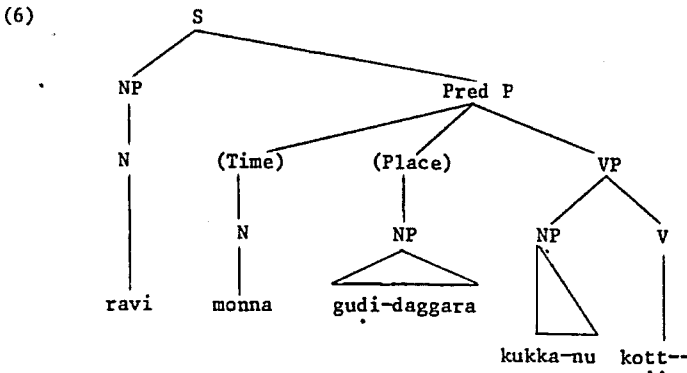 (6) S
NP Pred P
N (Time) (Place) VP
N NP NP V
ravi monna gudi-daggara
kukka-nu kott--